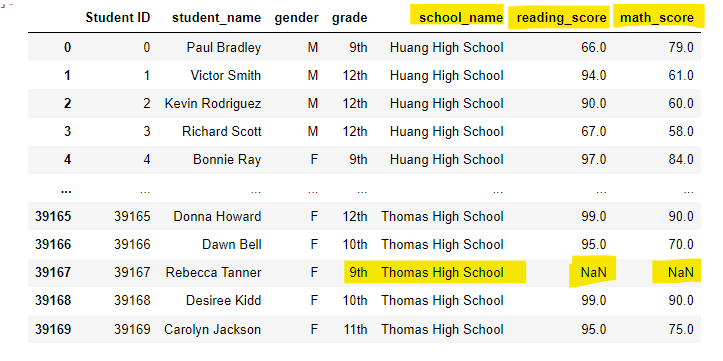 Student ID student_name gender grade school_name reading_score math_score
0 0 Paul Bradley M 9th Huang High School 66.0 79.0
1 1 Victor Smith M 12th Huang High School 94.0 61.0
2 2 Kevin Rodriguez M 12th Huang High School 90.0 60.0
3 3 Richard Scott M 12th Huang High School 67.0 58.0
4 4 Bonnie Ray F 9th Huang High School 97.0 84.0
... ... ... ... ... ... ... ...
39165 39165 Donna Howard F 12th Thomas High School 99.0 90.0
39166 39166 Dawn Bell F 10th Thomas High School 95.0 70.0
39167 39167 Rebecca Tanner F 9th Thomas High School NaN NaN
39168 39168 Desiree Kidd F 10th Thomas High School 99.0 90.0
39169 39169 Carolyn Jackson F 11th Thomas High School 95.0 75.0